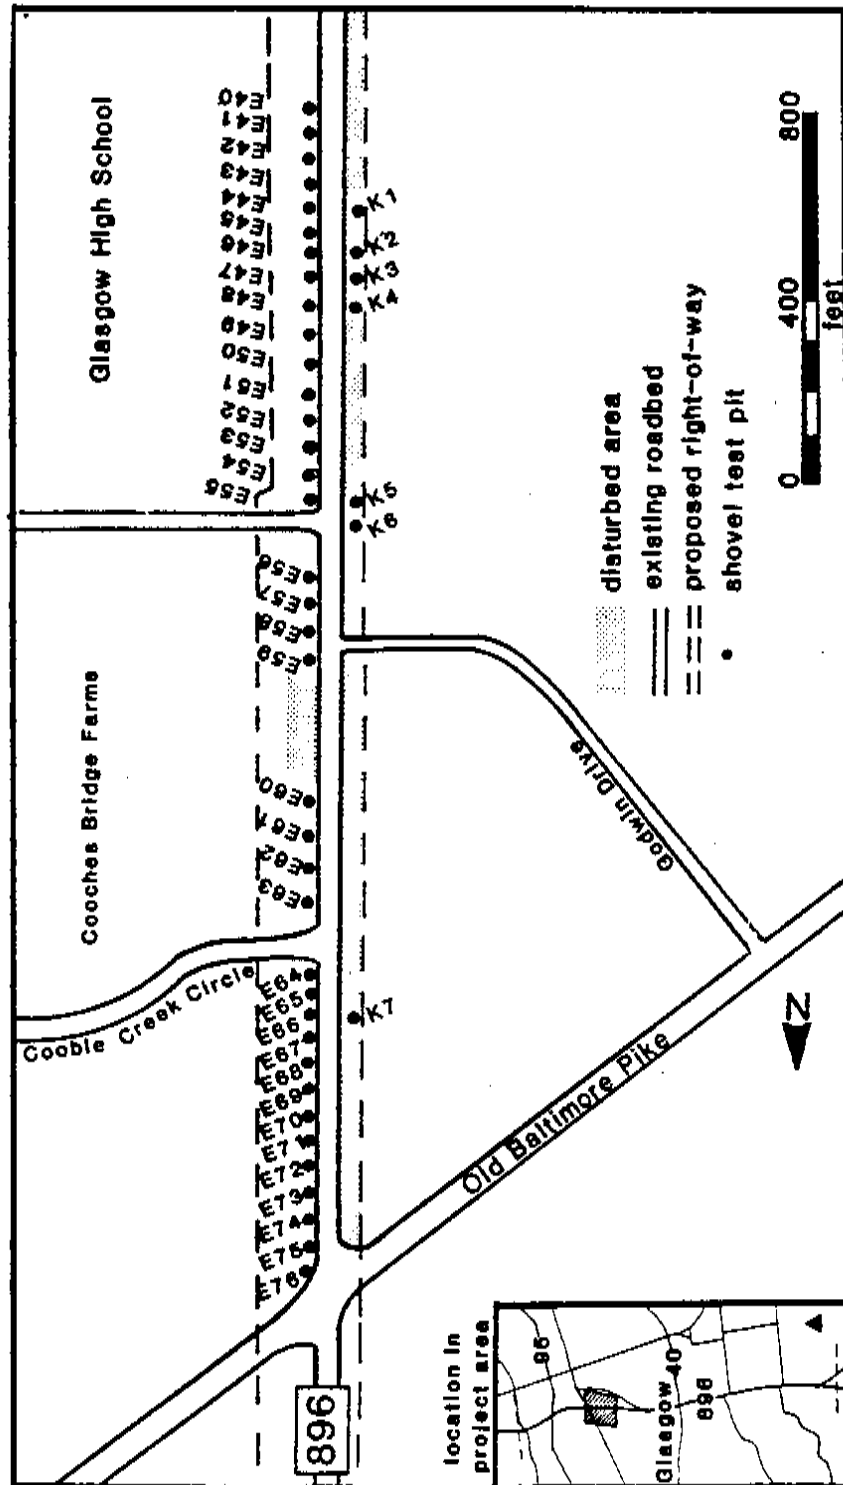 Glasgow High School
E40
E41
E42
E43
E444
E45
E46
E47
E48
E49
E50
E61
E52
E53
E54
E55
K1
K2
K3
K4
K5
K6
E56
E57
E58
E59
Cooches Bridge Farms
E60
E61
E62
E63
Cooble Creek Circle
E64
E65
E66
E67
E68
E69
E70
E71
E72
E73
E74
E75
E76
K7
Godwin Drive
Old Baltimore Pike
896
N
disturbed area
existing roadbed
proposed right-of-way
shovel test pit
0 400 800
feet
location in
project area
95
40
Glasgow
896